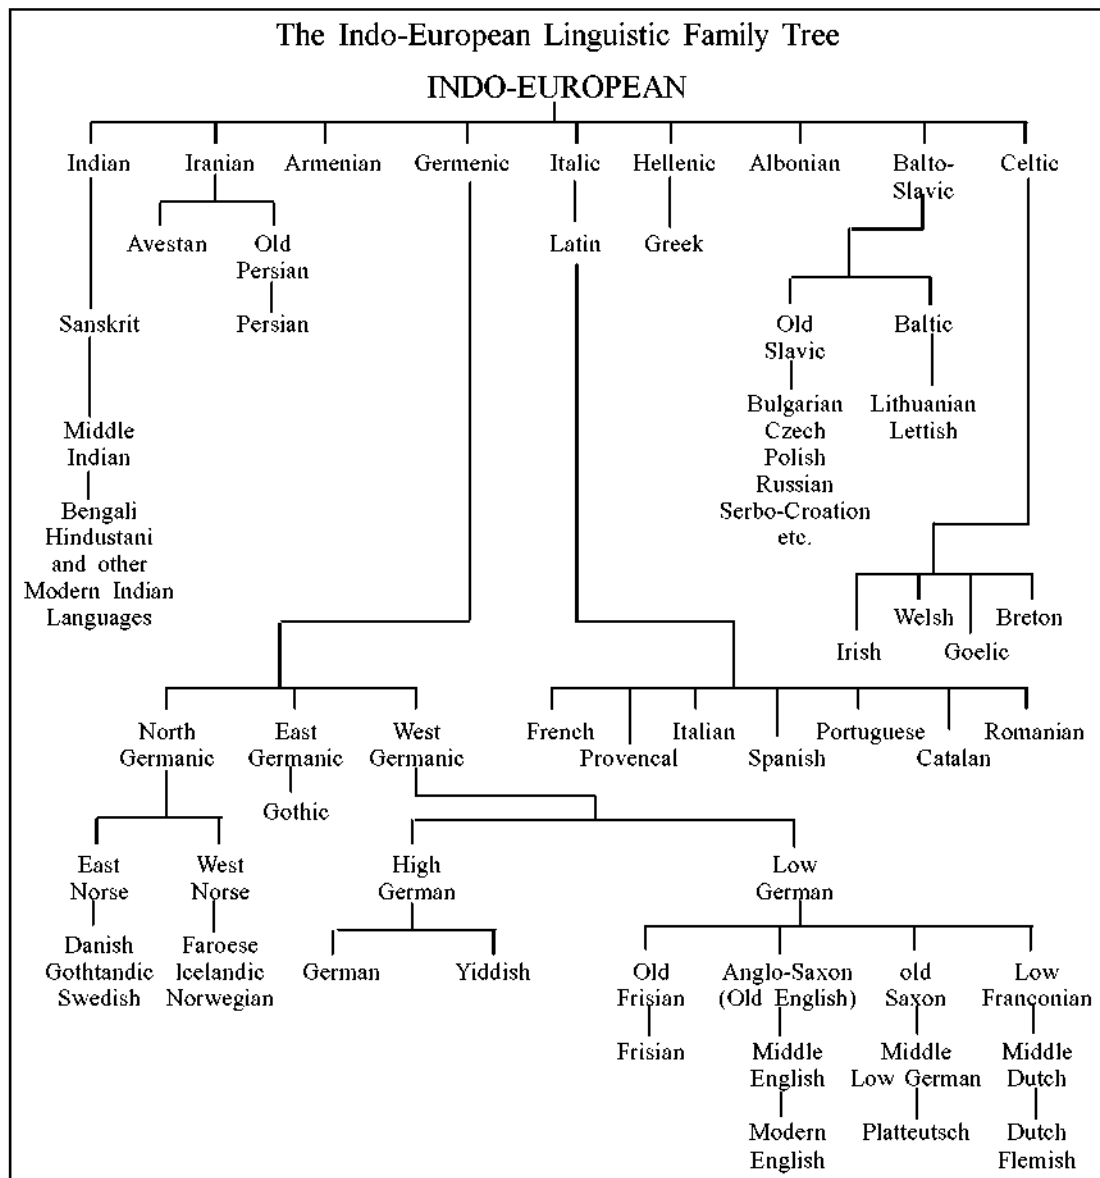 The Indo-European Linguistic Family Tree
INDO-EUROPEAN
Indian
Iranian
Armenian
Germenic
Italic
Hellenic
Albonian
Balto-
Slavic
Celtic
Avestan
Old
Persian
Latin
Greek
Sanskrit
Persian
Old
Slavic
Baltic
Bulgarian
Czech
Polish
Russian
Serbo-Croation
etc.
Lithuanian
Lettish
Middle
Indian
Bengali
Hindustani
and other
Modern Indian
Languages
Irish
Welsh
Goelic
Breton
North
Germanic
East
Germanic
West
Germanic
French
Provencal
Italian
Spanish
Portuguese
Catalan
Romanian
Gothic
East
Norse
West
Norse
High
German
Low
German
Danish
Gothtandic
Swedish
Faroese
Icelandic
Norwegian
German
Yiddish
Old
Frisian
Anglo-Saxon
(Old English)
old
Saxon
Low
Franconian
Frisian
Middle
English
Middle
Low German
Middle
Dutch
Modern
English
Platteutsch
Dutch
Flemish